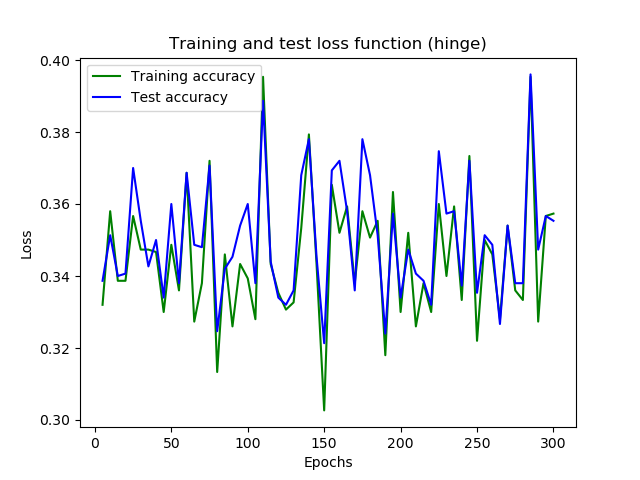 Training and test loss function (hinge)
Training accuracy
Test accuracy
0.40
0.38
0.36
0.34
0.32
0.30
Loss
0
50
100
150
200
250
300
Epochs